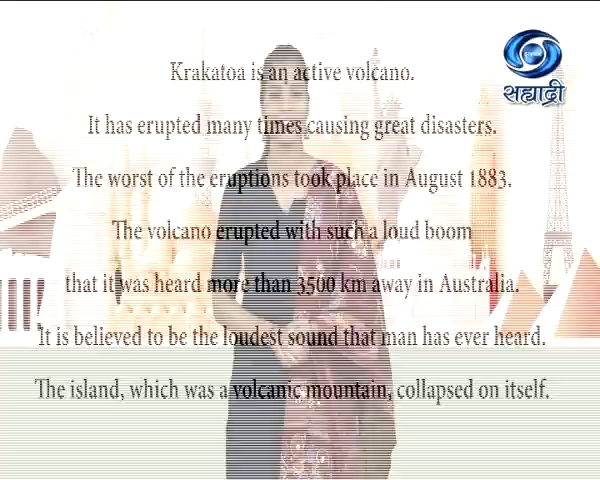 सह्याद्री
Krakatoa is an active volcano.
It has erupted many times causing great disasters.
The worst of the eruptions took place in August 1883.
The volcano erupted with such a loud boom
that it was heard more than 3500 km away in Australia.
It is believed to be the loudest sound that man has ever heard.
The island, which was a volcanic mountain, collapsed on itself.